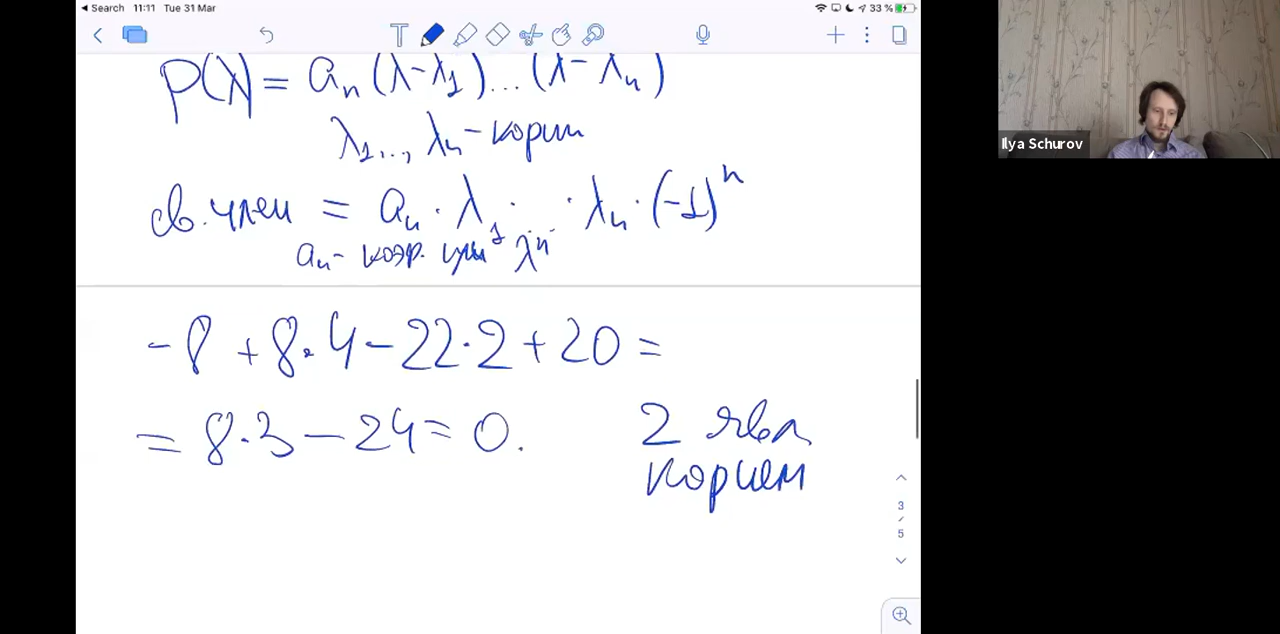 Search 11:11 Tue 31 Mar 33 %
P(λ) = aₙ(λ-λ₁)...(λ-λₙ)
λ₁..., λₙ - корни
Ilya Schurov
св. член = aₙ · λ₁ · ... · λₙ · (-1)ⁿ
aₙ - коэф. при λⁿ
-8 + 8·4 - 22·2 + 20 =
= 8·3 - 24 = 0.
2 явл
корнем
3
/
5